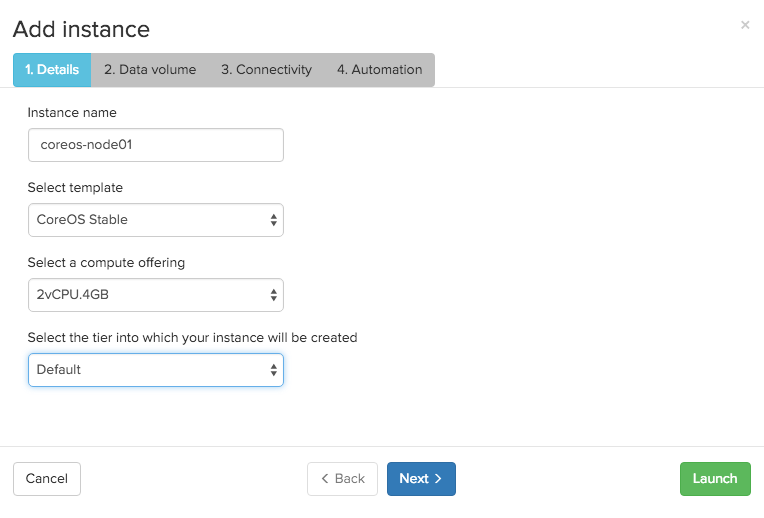 Add instance ×
1. Details 2. Data volume 3. Connectivity 4. Automation
Instance name
coreos-node01
Select template
CoreOS Stable
Select a compute offering
2vCPU.4GB
Select the tier into which your instance will be created
Default
Cancel < Back Next > Launch